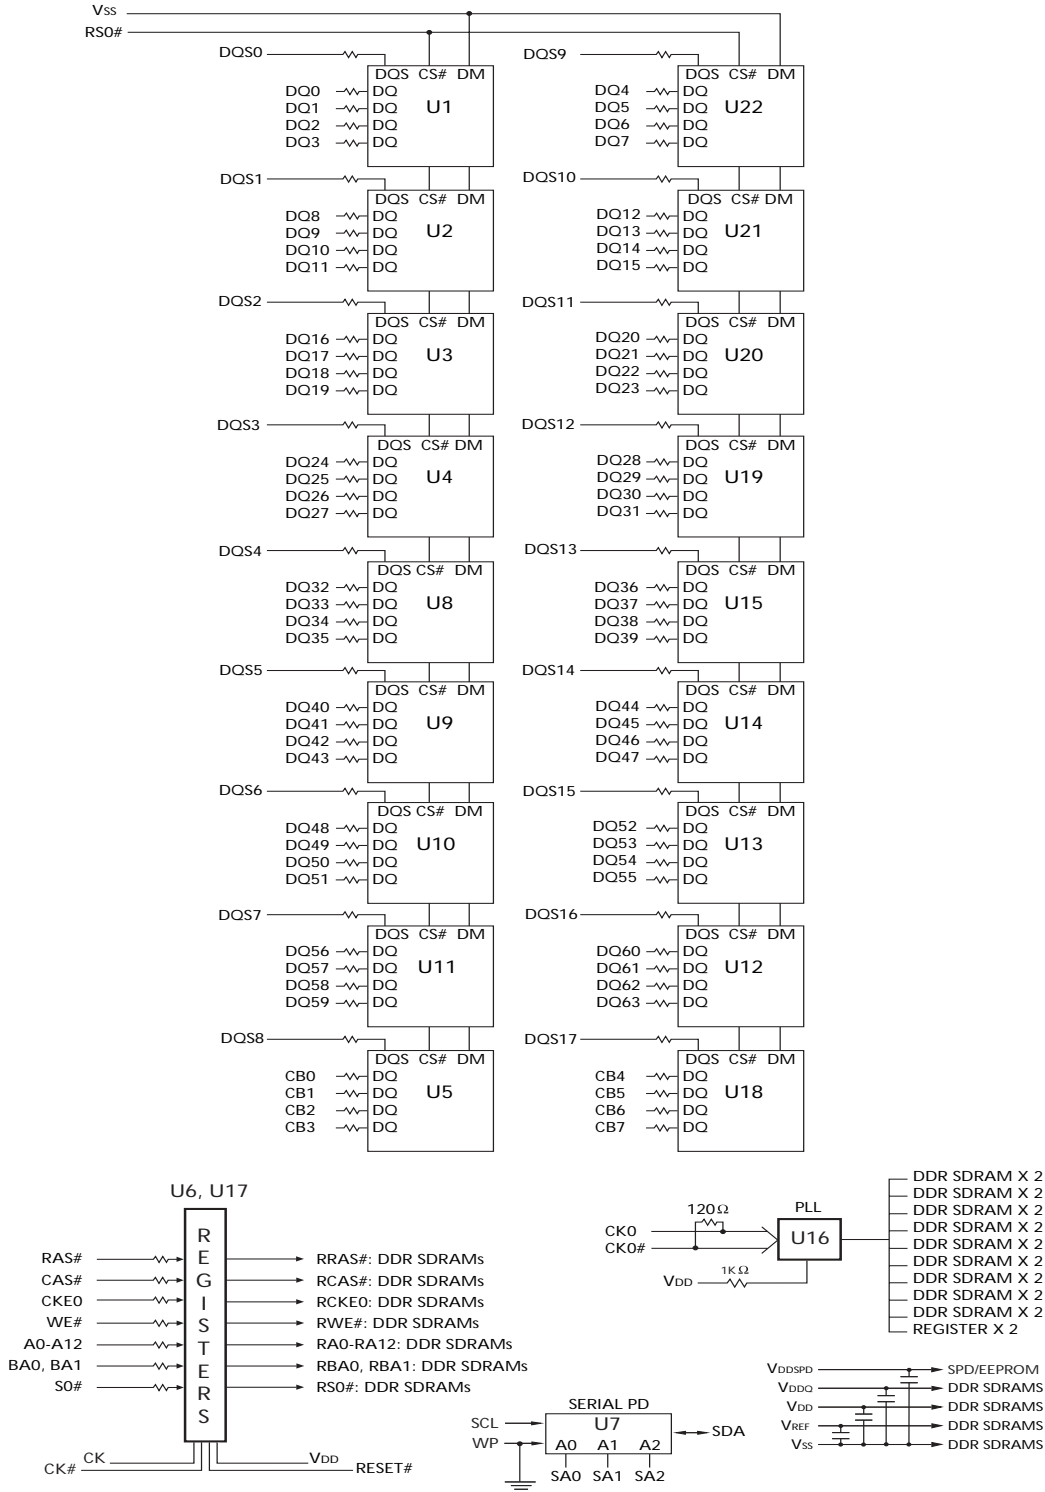 Vss
RS0#
DQS0 DQS9
DQS CS# DM DQS CS# DM
DQ0 DQ U1 DQ4 DQ U22
DQ1 DQ DQ5 DQ
DQ2 DQ DQ6 DQ
DQ3 DQ DQ7 DQ
DQS1 DQS10
DQS CS# DM DQS CS# DM
DQ8 DQ U2 DQ12 DQ U21
DQ9 DQ DQ13 DQ
DQ10 DQ DQ14 DQ
DQ11 DQ DQ15 DQ
DQS2 DQS11
DQS CS# DM DQS CS# DM
DQ16 DQ U3 DQ20 DQ U20
DQ17 DQ DQ21 DQ
DQ18 DQ DQ22 DQ
DQ19 DQ DQ23 DQ
DQS3 DQS12
DQS CS# DM DQS CS# DM
DQ24 DQ U4 DQ28 DQ U19
DQ25 DQ DQ29 DQ
DQ26 DQ DQ30 DQ
DQ27 DQ DQ31 DQ
DQS4 DQS13
DQS CS# DM DQS CS# DM
DQ32 DQ U8 DQ36 DQ U15
DQ33 DQ DQ37 DQ
DQ34 DQ DQ38 DQ
DQ35 DQ DQ39 DQ
DQS5 DQS14
DQS CS# DM DQS CS# DM
DQ40 DQ U9 DQ44 DQ U14
DQ41 DQ DQ45 DQ
DQ42 DQ DQ46 DQ
DQ43 DQ DQ47 DQ
DQS6 DQS15
DQS CS# DM DQS CS# DM
DQ48 DQ U10 DQ52 DQ U13
DQ49 DQ DQ53 DQ
DQ50 DQ DQ54 DQ
DQ51 DQ DQ55 DQ
DQS7 DQS16
DQS CS# DM DQS CS# DM
DQ56 DQ U11 DQ60 DQ U12
DQ57 DQ DQ61 DQ
DQ58 DQ DQ62 DQ
DQ59 DQ DQ63 DQ
DQS8 DQS17
DQS CS# DM DQS CS# DM
CB0 DQ U5 CB4 DQ U18
CB1 DQ CB5 DQ
CB2 DQ CB6 DQ
CB3 DQ CB7 DQ
U6, U17
REGISTERS
RAS# RRAS#: DDR SDRAMs
CAS# RCAS#: DDR SDRAMs
CKE0 RCKE0: DDR SDRAMs
WE# RWE#: DDR SDRAMs
A0-A12 RA0-RA12: DDR SDRAMs
BA0, BA1 RBA0, RBA1: DDR SDRAMs
S0# RS0#: DDR SDRAMs
CK VDD
CK# RESET#
120Ω PLL
CK0 U16
CK0#
1KΩ
VDD
DDR SDRAM X 2
DDR SDRAM X 2
DDR SDRAM X 2
DDR SDRAM X 2
DDR SDRAM X 2
DDR SDRAM X 2
DDR SDRAM X 2
DDR SDRAM X 2
DDR SDRAM X 2
REGISTER X 2
SERIAL PD
SCL U7 SDA
WP A0 A1 A2
SA0 SA1 SA2
VDDSPD SPD/EEPROM
VDDQ DDR SDRAMS
VDD DDR SDRAMS
VREF DDR SDRAMS
Vss DDR SDRAMS